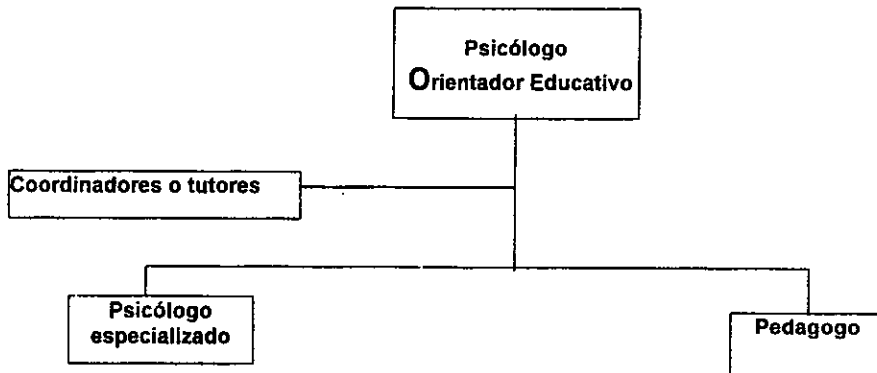 Psicólogo
Orientador Educativo
Coordinadores o tutores
Psicólogo
especializado
Pedagogo